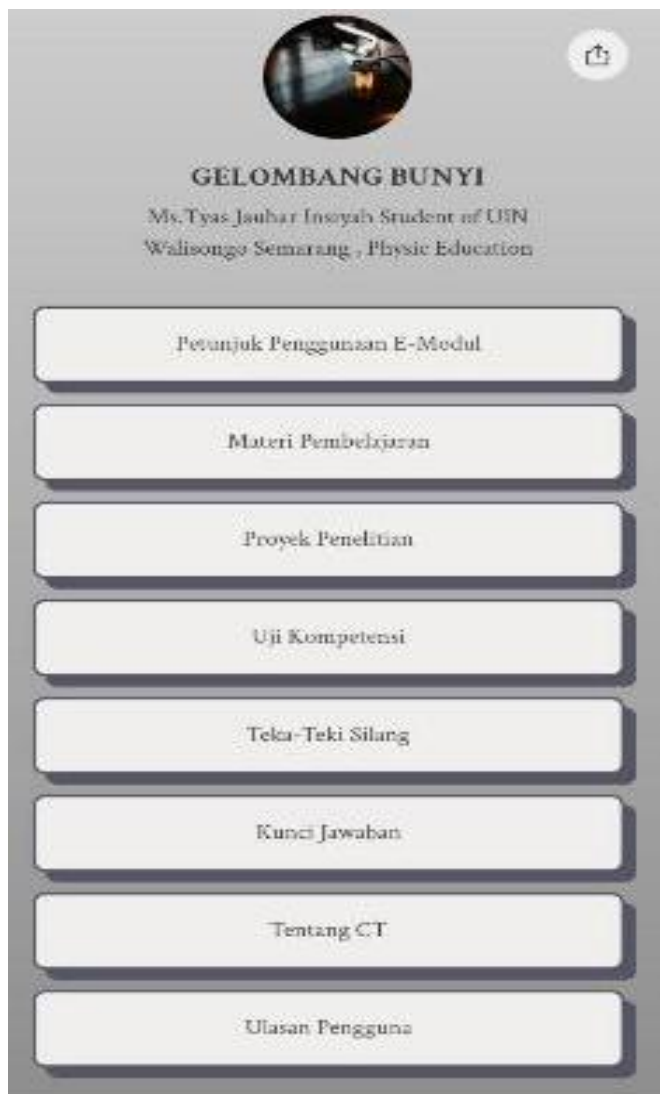 GELOMBANG BUNYI
Ms.Tyas Jauhar Insiyah Student of UIN
Walisongo Semarang , Physic Education
Petunjuk Penggunaan E-Modul
Materi Pembelajaran
Proyek Penelitian
Uji Kompetensi
Teka-Teki Silang
Kunci Jawaban
Tentang CT
Ulasan Pengguna